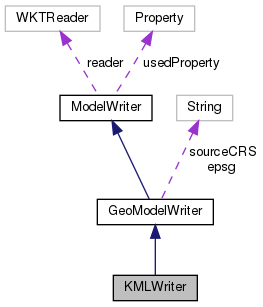 WKTReader
Property
reader
usedProperty
ModelWriter
String
sourceCRS
epsg
GeoModelWriter
KMLWriter